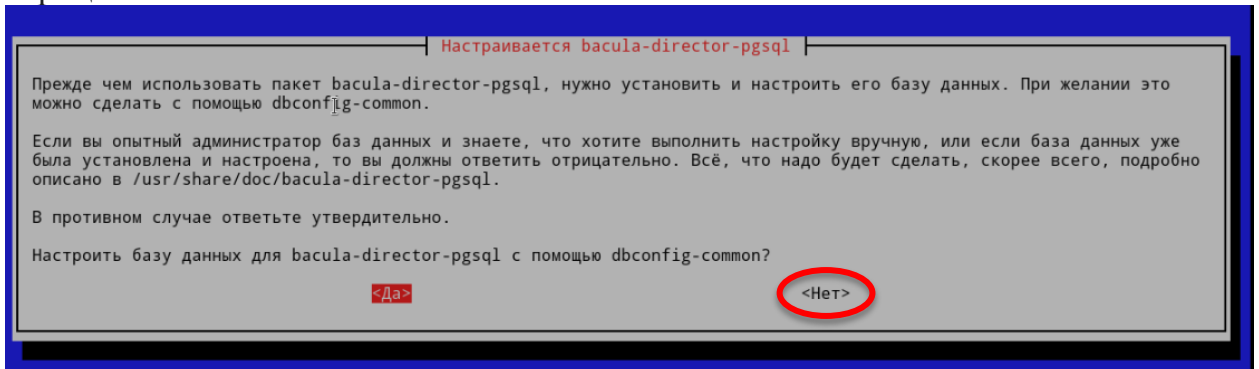 Настраивается bacula-director-pgsql
Прежде чем использовать пакет bacula-director-pgsql, нужно установить и настроить его базу данных. При желании это
можно сделать с помощью dbconfig-common.
Если вы опытный администратор баз данных и знаете, что хотите выполнить настройку вручную, или если база данных уже
была установлена и настроена, то вы должны ответить отрицательно. Всё, что надо будет сделать, скорее всего, подробно
описано в /usr/share/doc/bacula-director-pgsql.
В противном случае ответьте утвердительно.
Настроить базу данных для bacula-director-pgsql с помощью dbconfig-common?
<Да> <Нет>